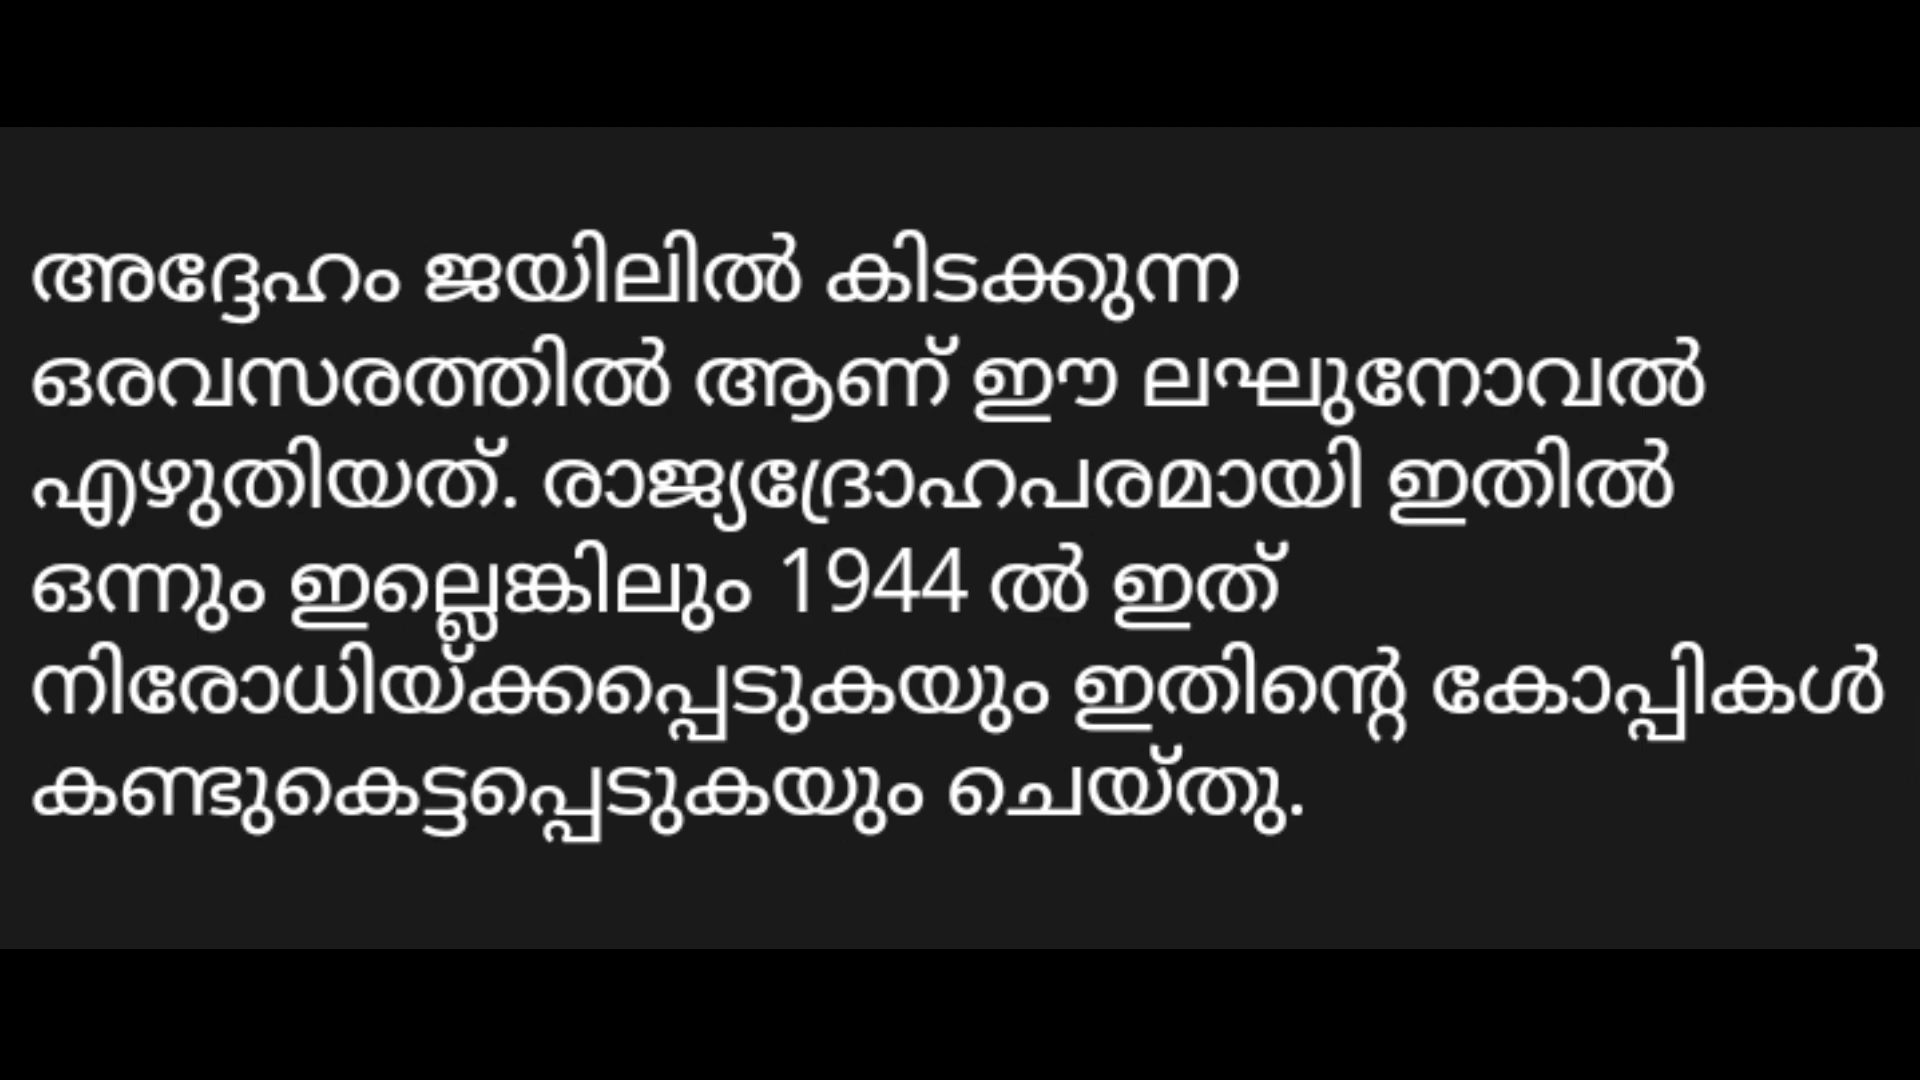 അദ്ദേഹം ജയിലിൽ കിടക്കുന്ന
ഒരവസരത്തിൽ ആണ് ഈ ലഘുനോവൽ
എഴുതിയത്. രാജ്യദ്രോഹപരമായി ഇതിൽ
ഒന്നും ഇല്ലെങ്കിലും 1944 ൽ ഇത്
നിരോധിയ്ക്കപ്പെടുകയും ഇതിന്റെ കോപ്പികൾ
കണ്ടുകെട്ടപ്പെടുകയും ചെയ്തു.